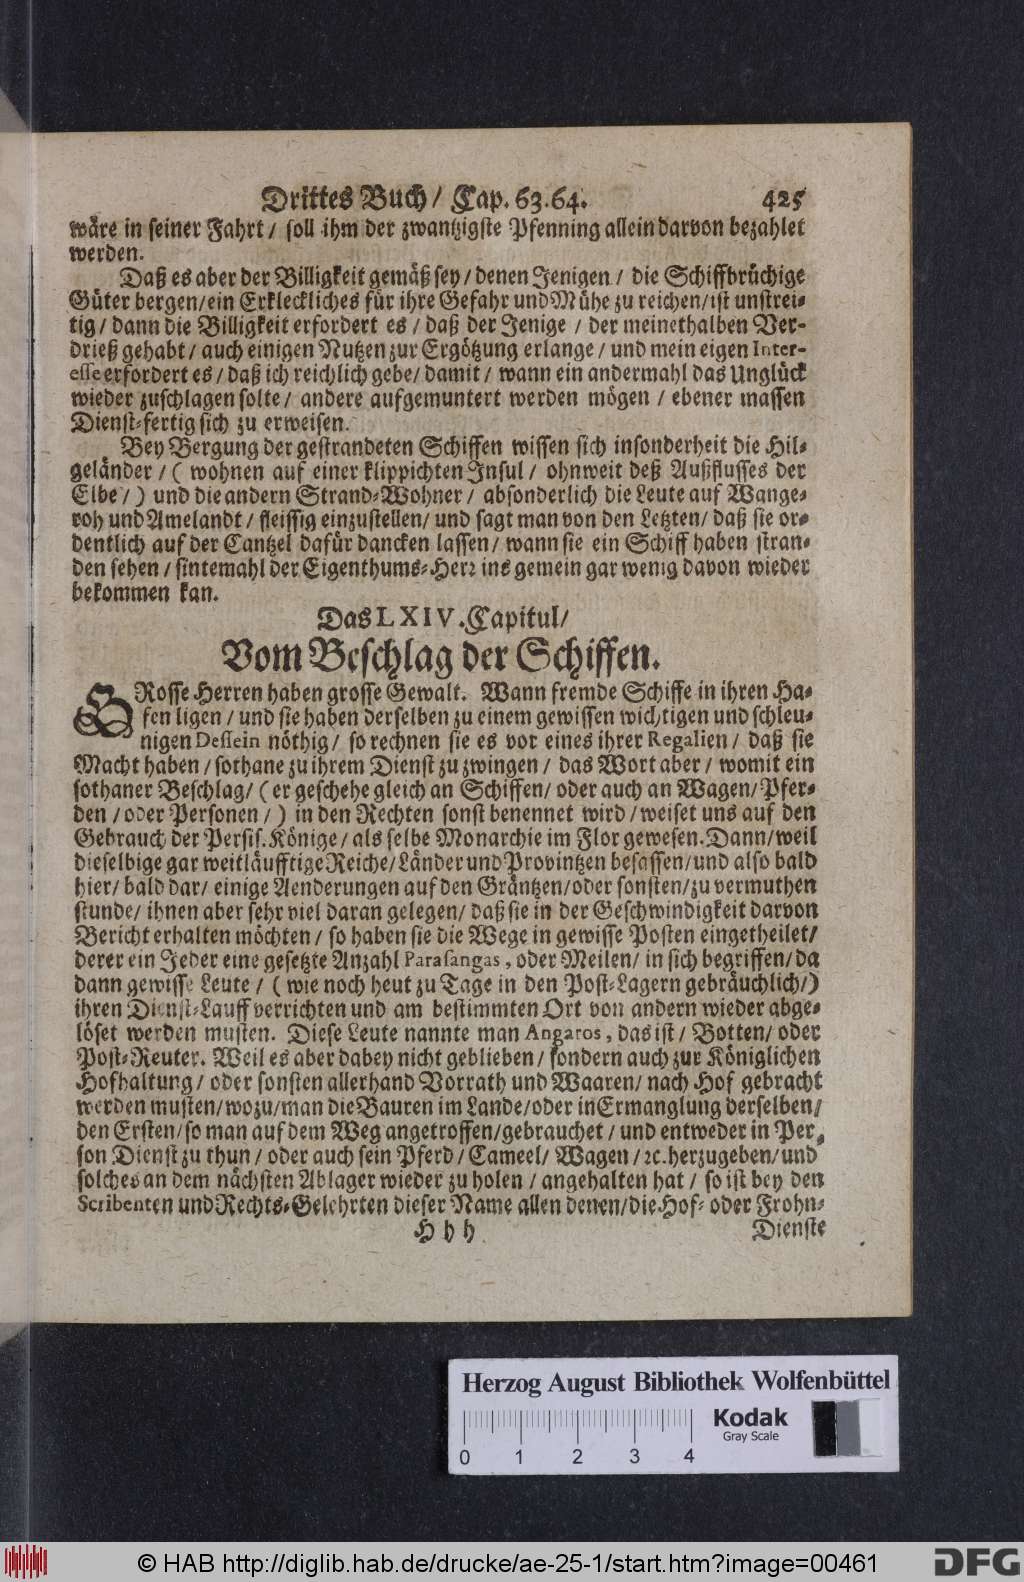 Drittes Buch / Cap. 63. 64. 425
wäre in seiner Fahrt / soll ihm der zwantzigste Pfenning allein darvon bezahlet
werden.
Daß es aber der Billigkeit gemäß sey / denen Jenigen / die Schiffbrüchige
Güter bergen/ein Erkleckliches für ihre Gefahr und Mühe zu reichen/ist unstrei-
tig / dann die Billigkeit erfordert es / daß der Jenige / der meinethalben Ver-
drieß gehabt / auch einigen Nutzen zur Ergötzung erlange / und mein eigen Inter-
esse erfordert es / daß ich reichlich gebe/ damit / wann ein andermahl das Unglück
wieder zuschlagen solte / andere aufgemuntert werden mögen / ebener massen
Dienst-fertig sich zu erweisen.
Bey Bergung der gestrandeten Schiffen wissen sich insonderheit die Hil-
geländer / ( wohnen auf einer klippichten Insul / ohnweit deß Außflusses der
Elbe / ) und die andern Strand-Wohner / absonderlich die Leute auf Wange-
roh und Amelandt / fleissig einzustellen/ und sagt man von den Letzten/ daß sie or-
dentlich auf der Cantzel dafür dancken lassen / wann sie ein Schiff haben stran-
den sehen / sintemahl der Eigenthums-Herr ins gemein gar wenig davon wieder
bekommen kan.
Das LXIV. Capitul/
Vom Beschlag der Schiffen.
GRosse Herren haben grosse Gewalt. Wann fremde Schiffe in ihren Ha-
fen ligen / und sie haben derselben zu einem gewissen wichtigen und schleu-
nigen Dessein nöthig / so rechnen sie es vor eines ihrer Regalien / daß sie
Macht haben / sothane zu ihrem Dienst zu zwingen / das Wort aber / womit ein
sothaner Beschlag/ ( er geschehe gleich an Schiffen/ oder auch an Wagen/ Pfer-
den / oder Personen / ) in den Rechten sonst benennet wird / weiset uns auf den
Gebrauch der Persis. Könige / als selbe Monarchie im Flor gewesen. Dann/ weil
dieselbige gar weitläufftige Reiche/ Länder und Provintzen besassen/ und also bald
hier/ bald dar/ einige Aenderungen auf den Gräntzen/oder sonsten/zu vermuthen
stunde/ ihnen aber sehr viel daran gelegen/ daß sie in der Geschwindigkeit darvon
Bericht erhalten möchten / so haben sie die Wege in gewisse Posten eingetheilet/
derer ein Jeder eine gesetzte Anzahl Parasangas, oder Meilen/ in sich begriffen/ da
dann gewisse Leute / ( wie noch heut zu Tage in den Post-Lagern gebräuchlich/)
ihren Dienst-Lauff verrichten und am bestimmten Ort von andern wieder abge-
löset werden musten. Diese Leute nannte man Angaros, das ist / Botten/ oder
Post-Reuter. Weil es aber dabey nicht geblieben / sondern auch zur Königlichen
Hofhaltung / oder sonsten allerhand Vorrath und Waaren/ nach Hof gebracht
werden musten/wozu/man die Bauren im Lande/oder in Ermanglung derselben/
den Ersten/so man auf dem Weg angetroffen/gebrauchet / und entweder in Per-
son Dienst zu thun / oder auch sein Pferd / Cameel/ Wagen / ꝛc. herzugeben/ und
solches an dem nächsten Ablager wieder zu holen / angehalten hat / so ist bey den
Scribenten und Rechts-Gelehrten dieser Name allen denen/ die Hof- oder Frohn-
H h h Dienste
Herzog August Bibliothek Wolfenbüttel
Kodak
Gray Scale
0 1 2 3 4
© HAB http://diglib.hab.de/drucke/ae-25-1/start.htm?image=00461
DFG